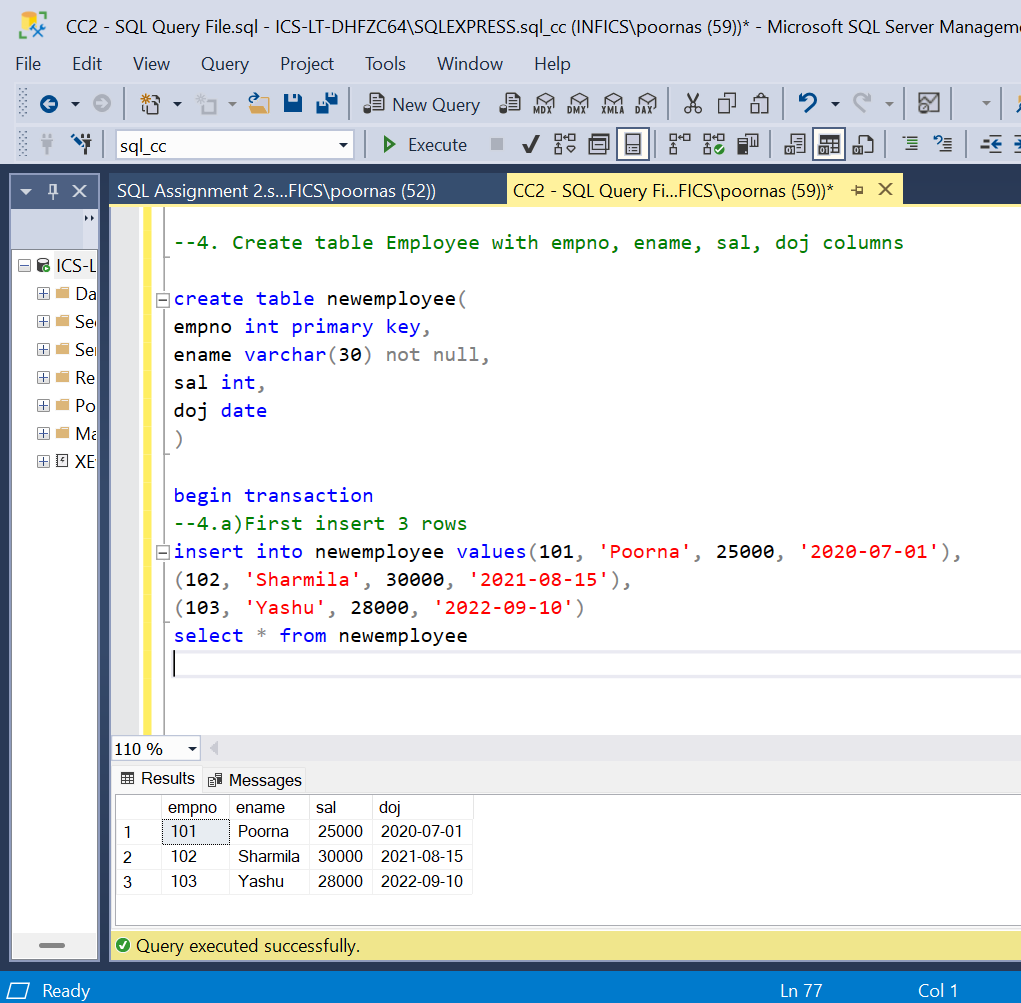 CC2 - SQL Query File.sql - ICS-LT-DHFZC64\SQLEXPRESS.sql_cc (INFICS\poornas (59))* - Microsoft SQL Server Managem
File Edit View Query Project Tools Window Help
New Query MDX DMX XMLA DAX
sql_cc Execute
SQL Assignment 2.s...FICS\poornas (52)) CC2 - SQL Query Fi...FICS\poornas (59))*
ICS-L
Da
Sec
Ser
Re
Po
Ma
XE
--4. Create table Employee with empno, ename, sal, doj columns
create table newemployee(
empno int primary key,
ename varchar(30) not null,
sal int,
doj date
)
begin transaction
--4.a)First insert 3 rows
insert into newemployee values(101, 'Poorna', 25000, '2020-07-01'),
(102, 'Sharmila', 30000, '2021-08-15'),
(103, 'Yashu', 28000, '2022-09-10')
select * from newemployee
110 %
Results Messages
empno ename sal doj
1 101 Poorna 25000 2020-07-01
2 102 Sharmila 30000 2021-08-15
3 103 Yashu 28000 2022-09-10
Query executed successfully.
Ready Ln 77 Col 1